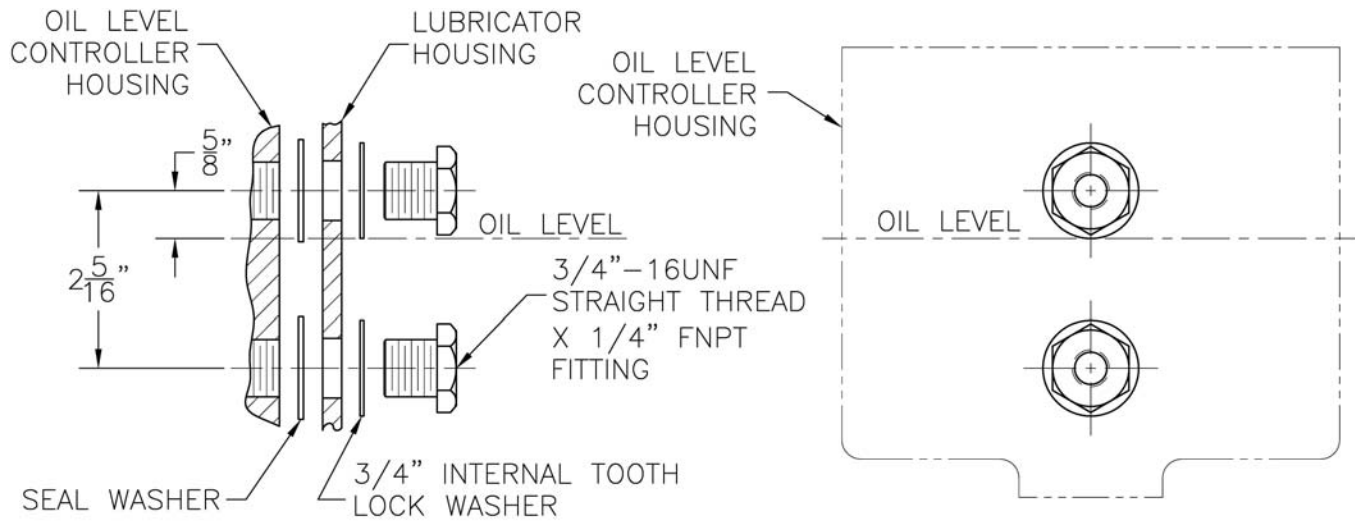 OIL LEVEL
CONTROLLER
HOUSING
LUBRICATOR
HOUSING
5/8"
2 5/16"
OIL LEVEL
3/4"-16UNF
STRAIGHT THREAD
X 1/4" FNPT
FITTING
SEAL WASHER
3/4" INTERNAL TOOTH
LOCK WASHER
OIL LEVEL
CONTROLLER
HOUSING
OIL LEVEL